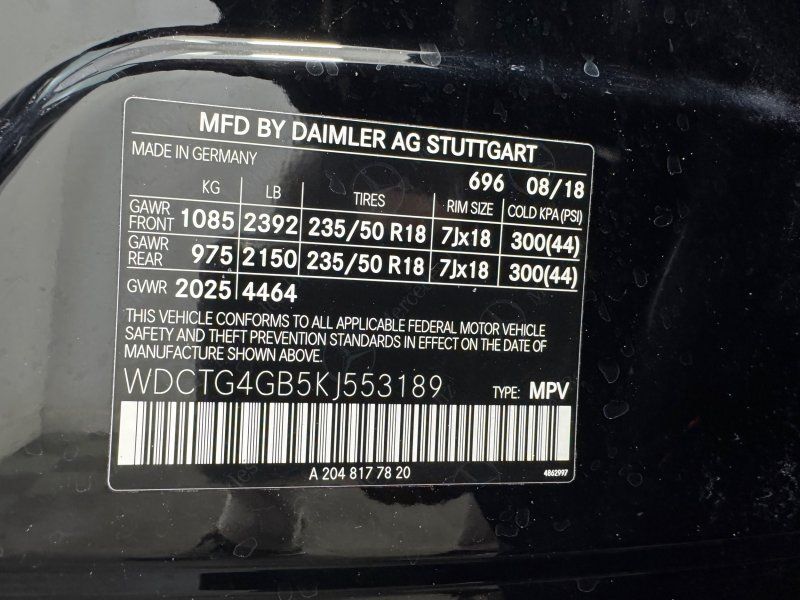 MFD BY DAIMLER AG STUTTGART
MADE IN GERMANY
696 08/18
KG LB TIRES RIM SIZE COLD KPA (PSI)
GAWR FRONT 1085 2392 235/50 R18 7Jx18 300(44)
GAWR REAR 975 2150 235/50 R18 7Jx18 300(44)
GVWR 2025 4464
THIS VEHICLE CONFORMS TO ALL APPLICABLE FEDERAL MOTOR VEHICLE
SAFETY AND THEFT PREVENTION STANDARDS IN EFFECT ON THE DATE OF
MANUFACTURE SHOWN ABOVE.
WDCTG4GB5KJ553189 TYPE: MPV
A 204 817 78 20
4862997